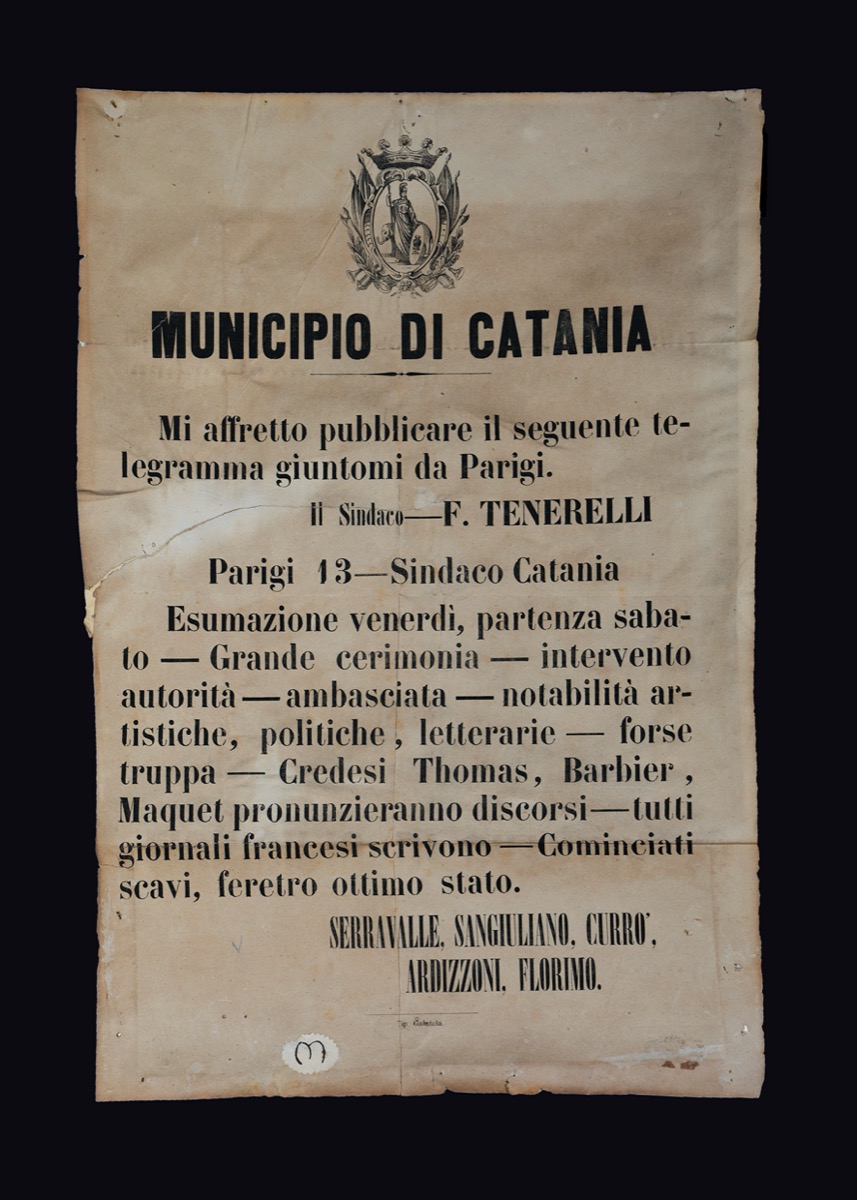 MUNICIPIO DI CATANIA
Mi affretto pubblicare il seguente te-
legramma giuntomi da Parigi.
Il Sindaco—F. TENERELLI
Parigi 13—Sindaco Catania
Esumazione venerdì, partenza saba-
to — Grande cerimonia — intervento
autorità — ambasciata — notabilità ar-
tistiche, politiche, letterarie — forse
truppa — Credesi Thomas, Barbier,
Maquet pronunzieranno discorsi—tutti
giornali francesi scrivono—Cominciati
scavi, feretro ottimo stato.
SERRAVALLE, SANGIULIANO, CURRO',
ARDIZZONI, FLORIMO.
Tip.
3